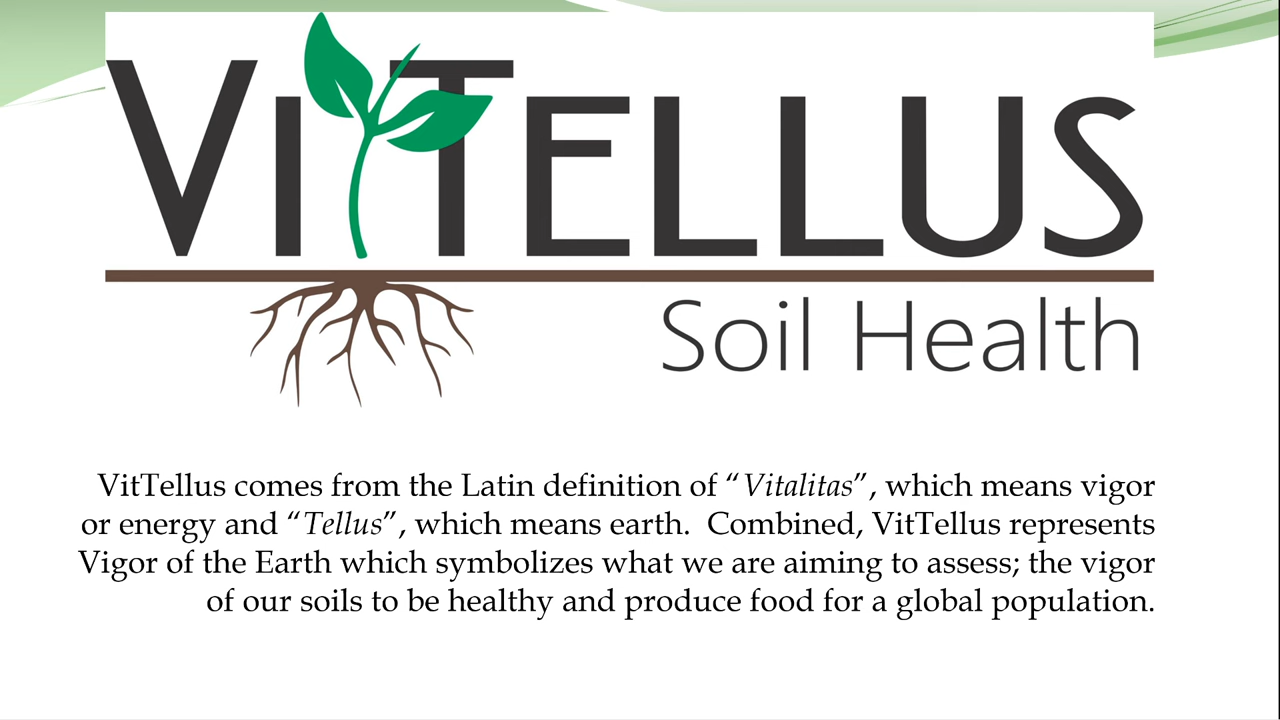 VitTellus
Soil Health
VitTellus comes from the Latin definition of “Vitalitas”, which means vigor
or energy and “Tellus”, which means earth.  Combined, VitTellus represents
Vigor of the Earth which symbolizes what we are aiming to assess; the vigor
of our soils to be healthy and produce food for a global population.